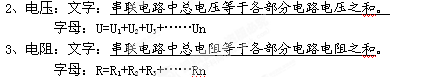 2、电压：文字：串联电路中总电压等于各部分电路电压之和。
字母：U=U₁+U₂+U₃+……Un
3、电阻：文字：串联电路中总电阻等于各部分电路电阻之和。
字母：R=R₁+R₂+R₃+……Rn